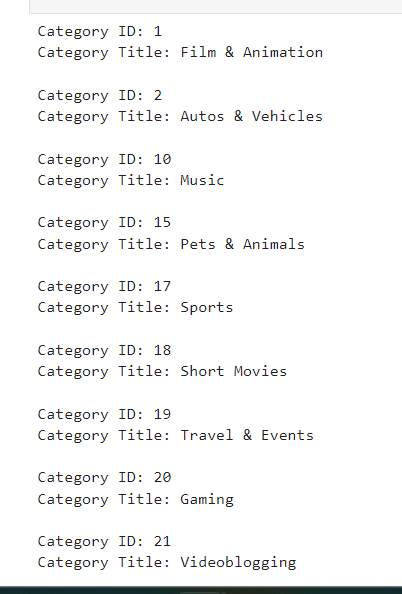 Category ID: 1
Category Title: Film & Animation
Category ID: 2
Category Title: Autos & Vehicles
Category ID: 10
Category Title: Music
Category ID: 15
Category Title: Pets & Animals
Category ID: 17
Category Title: Sports
Category ID: 18
Category Title: Short Movies
Category ID: 19
Category Title: Travel & Events
Category ID: 20
Category Title: Gaming
Category ID: 21
Category Title: Videoblogging